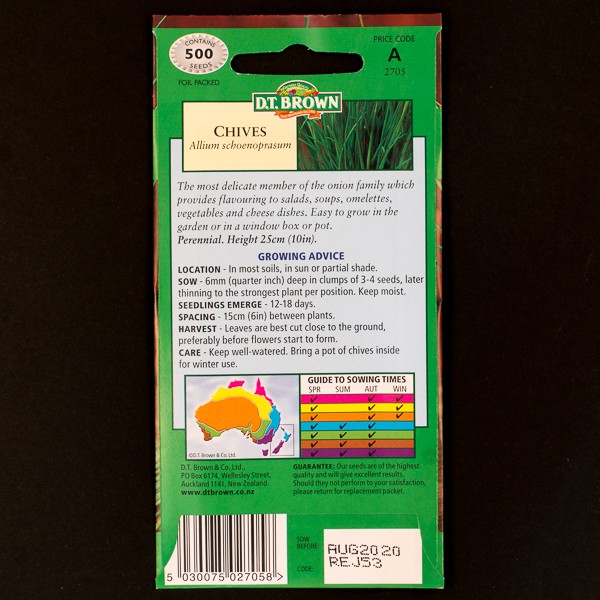 CONTAINS
500
SEEDS
FOIL PACKED
PRICE CODE
A
2705
D.T. BROWN
CHIVES
Allium schoenoprasum
The most delicate member of the onion family which
provides flavouring to salads, soups, omelettes,
vegetables and cheese dishes. Easy to grow in the
garden or in a window box or pot.
Perennial. Height 25cm (10in).
GROWING ADVICE
LOCATION - In most soils, in sun or partial shade.
SOW - 6mm (quarter inch) deep in clumps of 3-4 seeds, later
thinning to the strongest plant per position. Keep moist.
SEEDLINGS EMERGE - 12-18 days.
SPACING - 15cm (6in) between plants.
HARVEST - Leaves are best cut close to the ground,
preferably before flowers start to form.
CARE - Keep well-watered. Bring a pot of chives inside
for winter use.
GUIDE TO SOWING TIMES
SPR SUM AUT WIN
©D.T. Brown & Co. Ltd.
D.T. Brown & Co. Ltd.,
PO Box 6174, Wellesley Street,
Auckland 1141, New Zealand.
www.dtbrown.co.nz
GUARANTEE: Our seeds are of the highest
quality and will give excellent results.
Should they not perform to your satisfaction,
please return for replacement packet.
5 030075 027058 >
SOW
BEFORE:
AUG2020
CODE:
REJ53